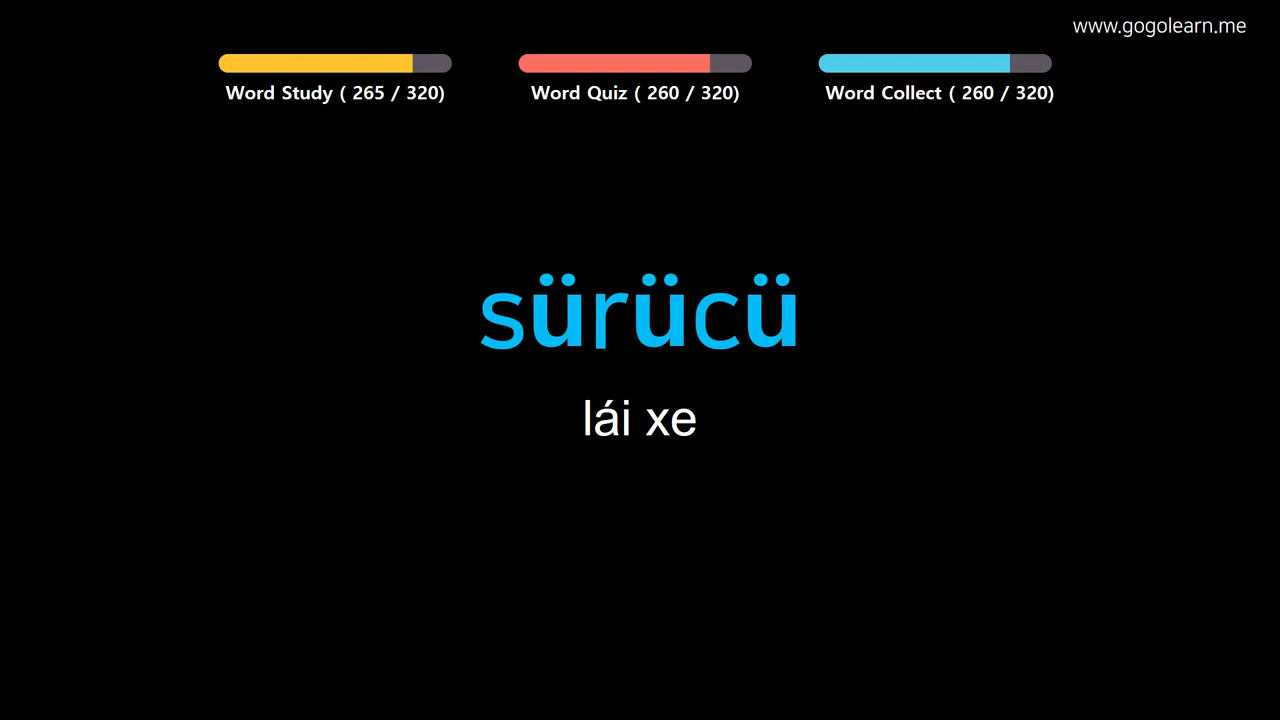 www.gogolearn.me
Word Study ( 265 / 320)
Word Quiz ( 260 / 320)
Word Collect ( 260 / 320)
sürücü
lái xe